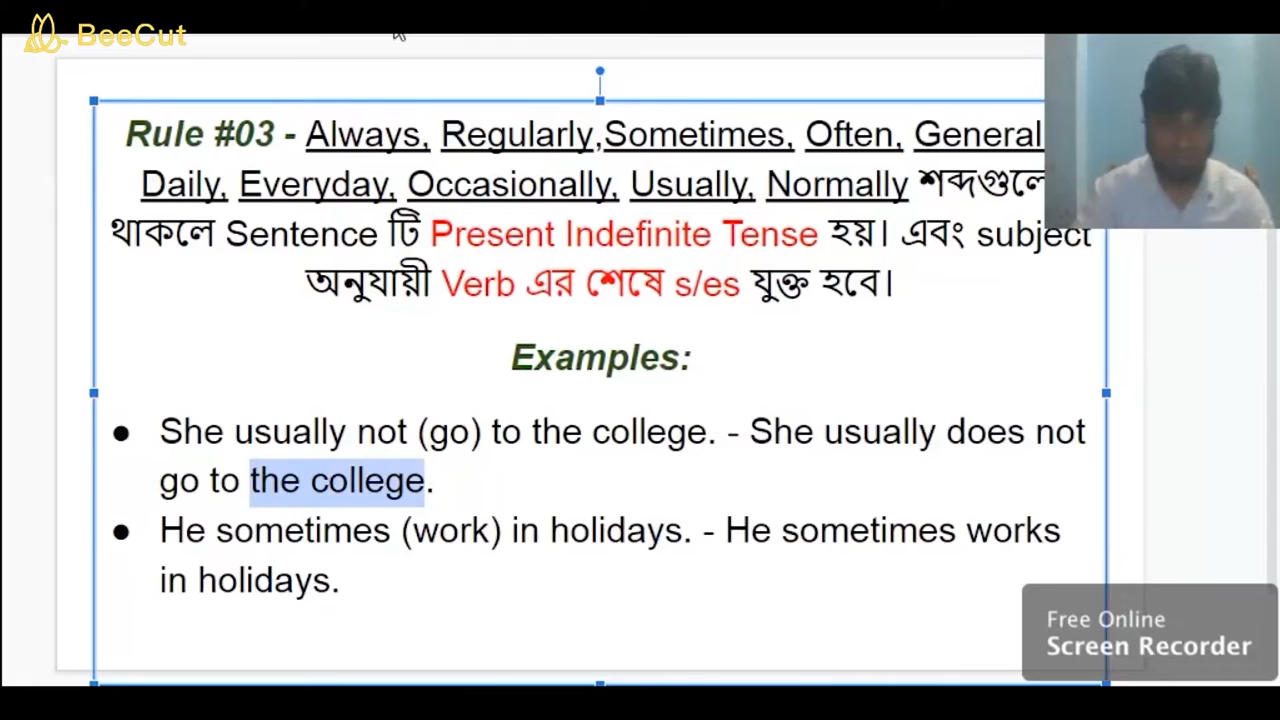 BeeCut
Rule #03 - Always, Regularly,Sometimes, Often, General
Daily, Everyday, Occasionally, Usually, Normally শব্দগুলো
থাকলে Sentence টি Present Indefinite Tense হয়। এবং subject
অনুযায়ী Verb এর শেষে s/es যুক্ত হবে।
Examples:
● She usually not (go) to the college. - She usually does not
go to the college.
● He sometimes (work) in holidays. - He sometimes works
in holidays.
Free Online
Screen Recorder